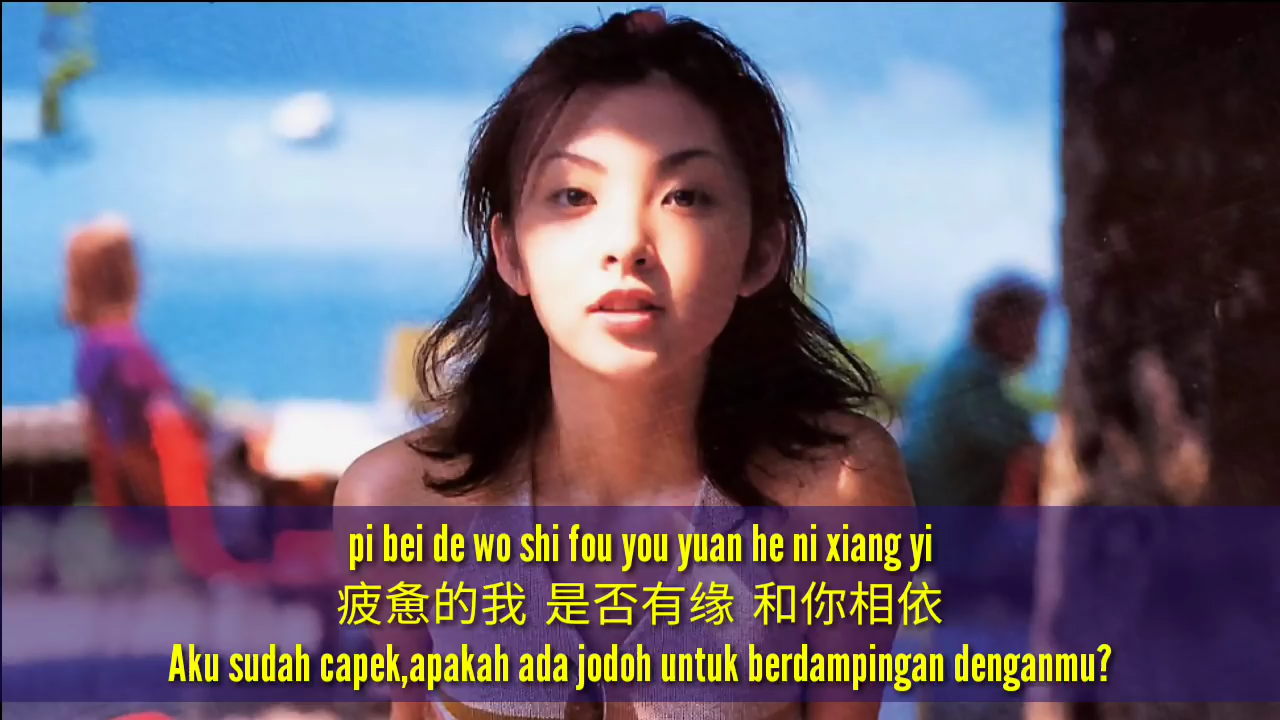 pi bei de wo shi fou you yuan he ni xiang yi
疲惫的我 是否有缘 和你相依
Aku sudah capek,apakah ada jodoh untuk berdampingan denganmu?